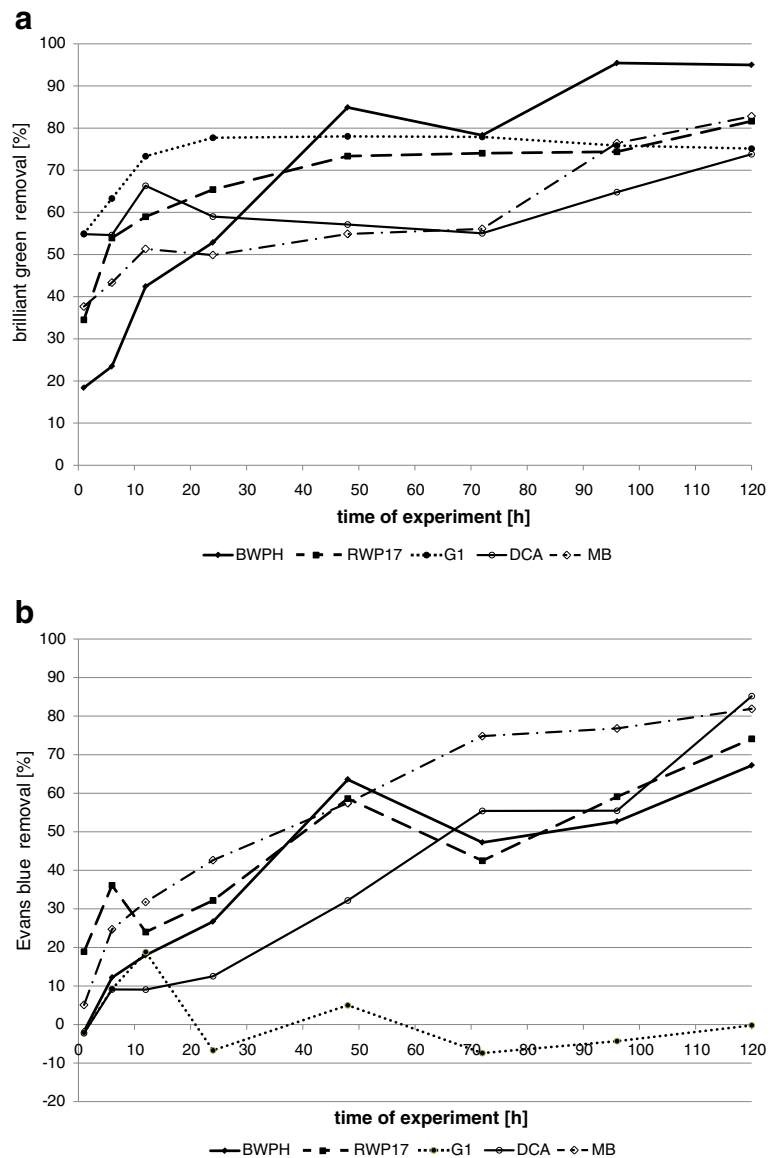 a
brilliant green removal [%]
100
90
80
70
60
50
40
30
20
10
0
0 10 20 30 40 50 60 70 80 90 100 110 120
time of experiment [h]
BWPH RWP17 G1 DCA MB
b
Evans blue removal [%]
100
90
80
70
60
50
40
30
20
10
0
-10
-20
0 10 20 30 40 50 60 70 80 90 100 110 120
time of experiment [h]
BWPH RWP17 G1 DCA MB